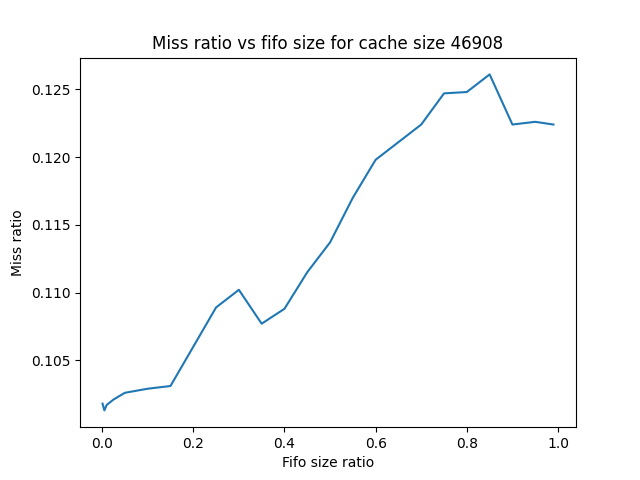 Miss ratio vs fifo size for cache size 46908
0.125
0.120
0.115
0.110
0.105
Miss ratio
0.0 0.2 0.4 0.6 0.8 1.0
Fifo size ratio